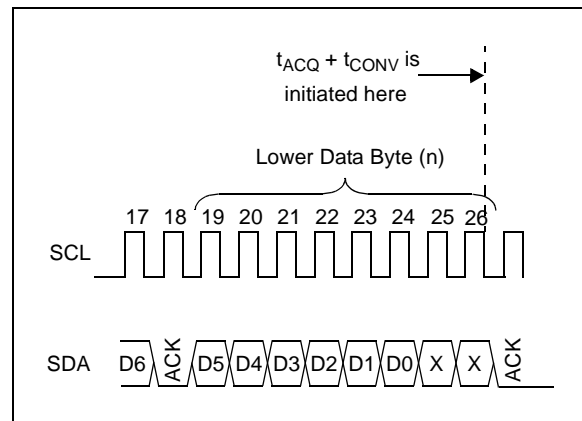 tACQ + tCONV is
initiated here
Lower Data Byte (n)
17 18 19 20 21 22 23 24 25 26
SCL
SDA D6 ACK D5 D4 D3 D2 D1 D0 X X ACK